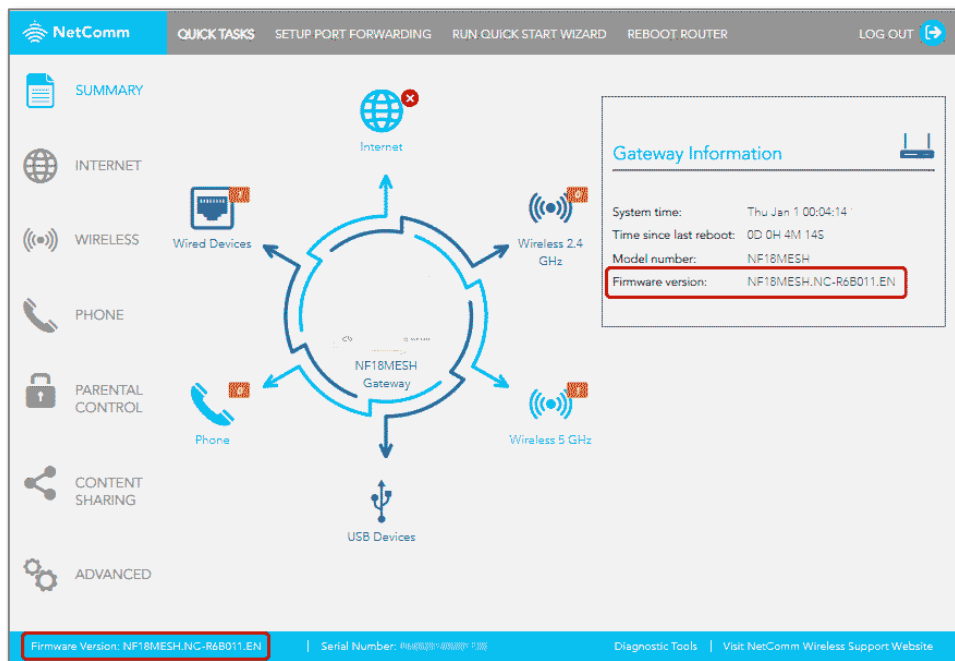 NetComm QUICK TASKS SETUP PORT FORWARDING RUN QUICK START WIZARD REBOOT ROUTER LOG OUT
SUMMARY
INTERNET
WIRELESS
PHONE
PARENTAL
CONTROL
CONTENT
SHARING
ADVANCED
Internet
Wired Devices
Wireless 2.4
GHz
NF18MESH
Gateway
Phone
Wireless 5 GHz
USB Devices
Gateway Information
System time: Thu Jan 1 00:04:14
Time since last reboot: 0D 0H 4M 14S
Model number: NF18MESH
Firmware version: NF18MESH.NC-R6B011.EN
Firmware Version: NF18MESH.NC-R6B011.EN | Serial Number: Diagnostic Tools | Visit NetComm Wireless Support Website